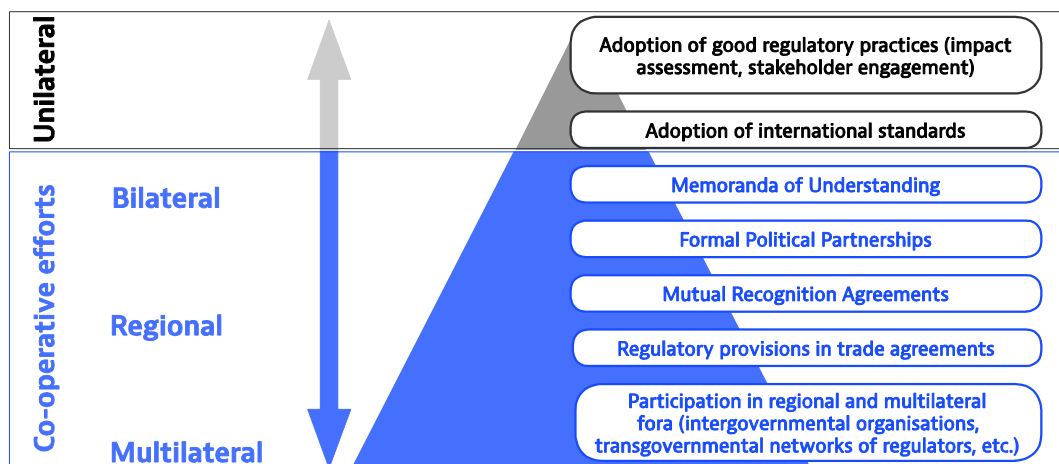 Unilateral
Adoption of good regulatory practices (impact
assessment, stakeholder engagement)
Adoption of international standards
Co-operative efforts
Bilateral
Regional
Multilateral
Memoranda of Understanding
Formal Political Partnerships
Mutual Recognition Agreements
Regulatory provisions in trade agreements
Participation in regional and multilateral
fora (intergovernmental organisations,
transgovernmental networks of regulators, etc.)